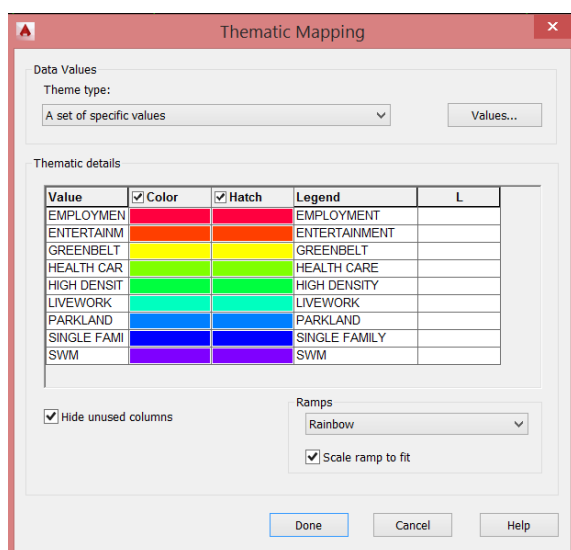 Thematic Mapping
Data Values
Theme type:
A set of specific values
Values...
Thematic details
Value Color Hatch Legend L
EMPLOYMEN EMPLOYMENT
ENTERTAINM ENTERTAINMENT
GREENBELT GREENBELT
HEALTH CAR HEALTH CARE
HIGH DENSIT HIGH DENSITY
LIVEWORK LIVEWORK
PARKLAND PARKLAND
SINGLE FAMI SINGLE FAMILY
SWM SWM
Hide unused columns
Ramps
Rainbow
Scale ramp to fit
Done Cancel Help